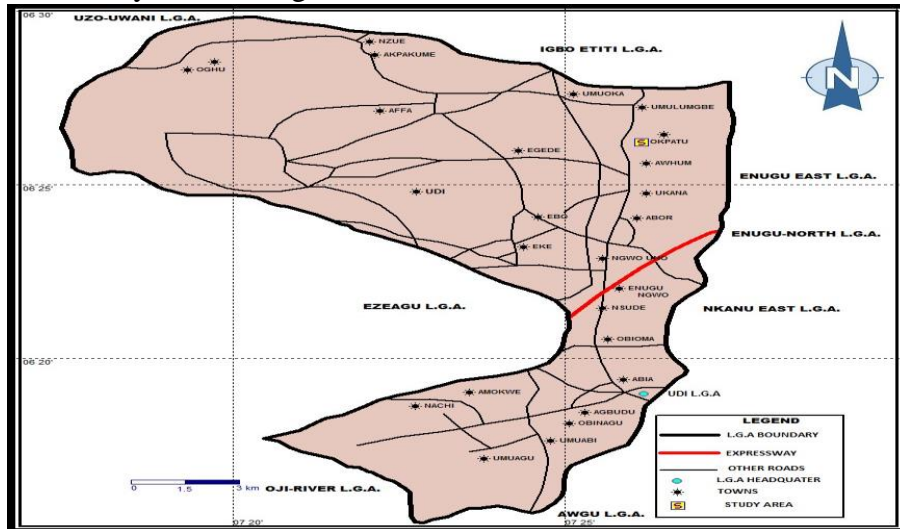 06 30'
UZO-UWANI L.G.A.
NZUE
AKPAKUME
IGBO ETITI L.G.A.
OGHU
N
UMUOKA
UMULUMGBE
AFFA
OKPATU
S
EGEDE
AWHUM
ENUGU EAST L.G.A.
06 25'
UDI
UKANA
EBO
ABOR
ENUGU-NORTH L.G.A.
EKE
NGWO UNO
ENUGU
NGWO
EZEAGU L.G.A.
NSUDE
NKANU EAST L.G.A.
OBIOMA
06 20'
ABIA
AMOKWE
UDI L.G.A
NACHI
AGBUDU
OBINAGU
UMUABI
UMUAGU
LEGEND
L.G.A BOUNDARY
EXPRESSWAY
OTHER ROADS
L.G.A HEADQUATER
TOWNS
S STUDY AREA
0 1.5 3 km
OJI-RIVER L.G.A.
AWGU L.G.A.
07.20'
07.25'